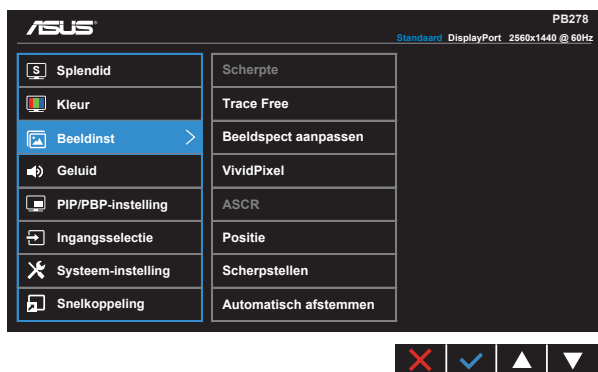 ASUS
PB278
Standaard DisplayPort 2560x1440 @ 60Hz
S Splendid
Kleur
Beeldinst
Geluid
PIP/PBP-instelling
Ingangsselectie
Systeem-instelling
Snelkoppeling
Scherpte
Trace Free
Beeldspect aanpassen
VividPixel
ASCR
Positie
Scherpstellen
Automatisch afstemmen